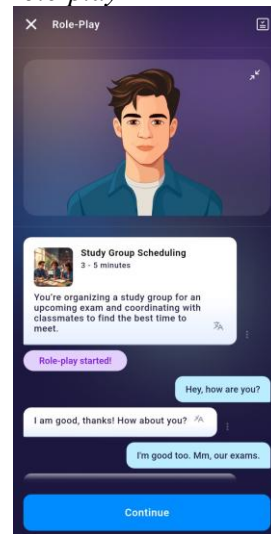 role-play
Role-Play
Study Group Scheduling
3 - 5 minutes
You're organizing a study group for an
upcoming exam and coordinating with
classmates to find the best time to
meet.
Role-play started!
Hey, how are you?
I am good, thanks! How about you?
I'm good too. Mm, our exams.
Continue